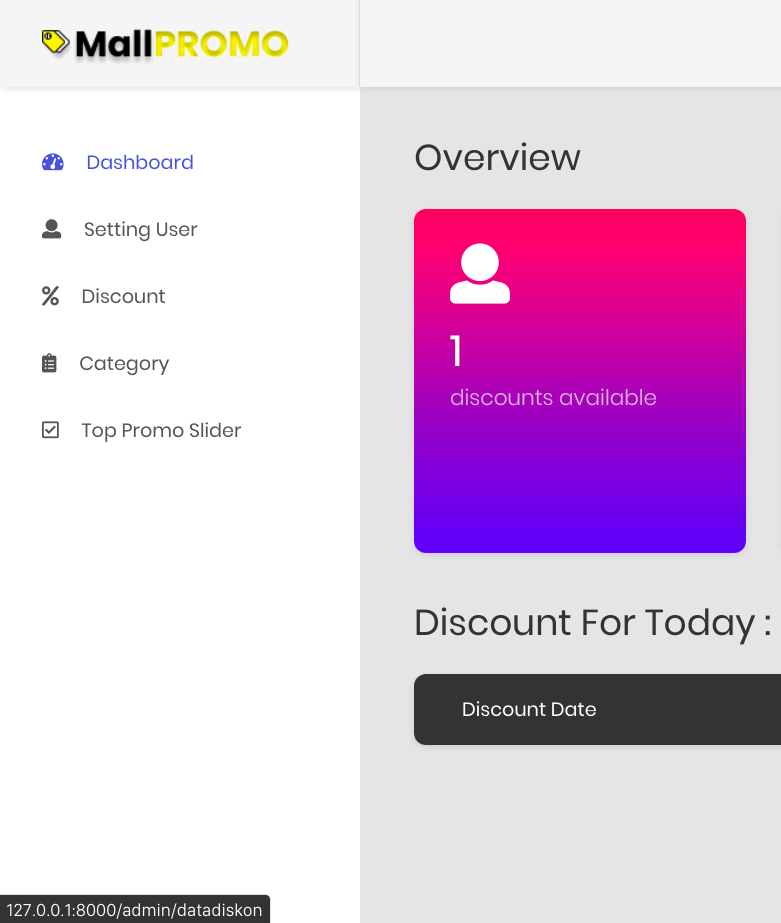 MallPROMO
Dashboard
Setting User
Discount
Category
Top Promo Slider
Overview
1
discounts available
Discount For Today :
Discount Date
127.0.0.1:8000/admin/datadiskon